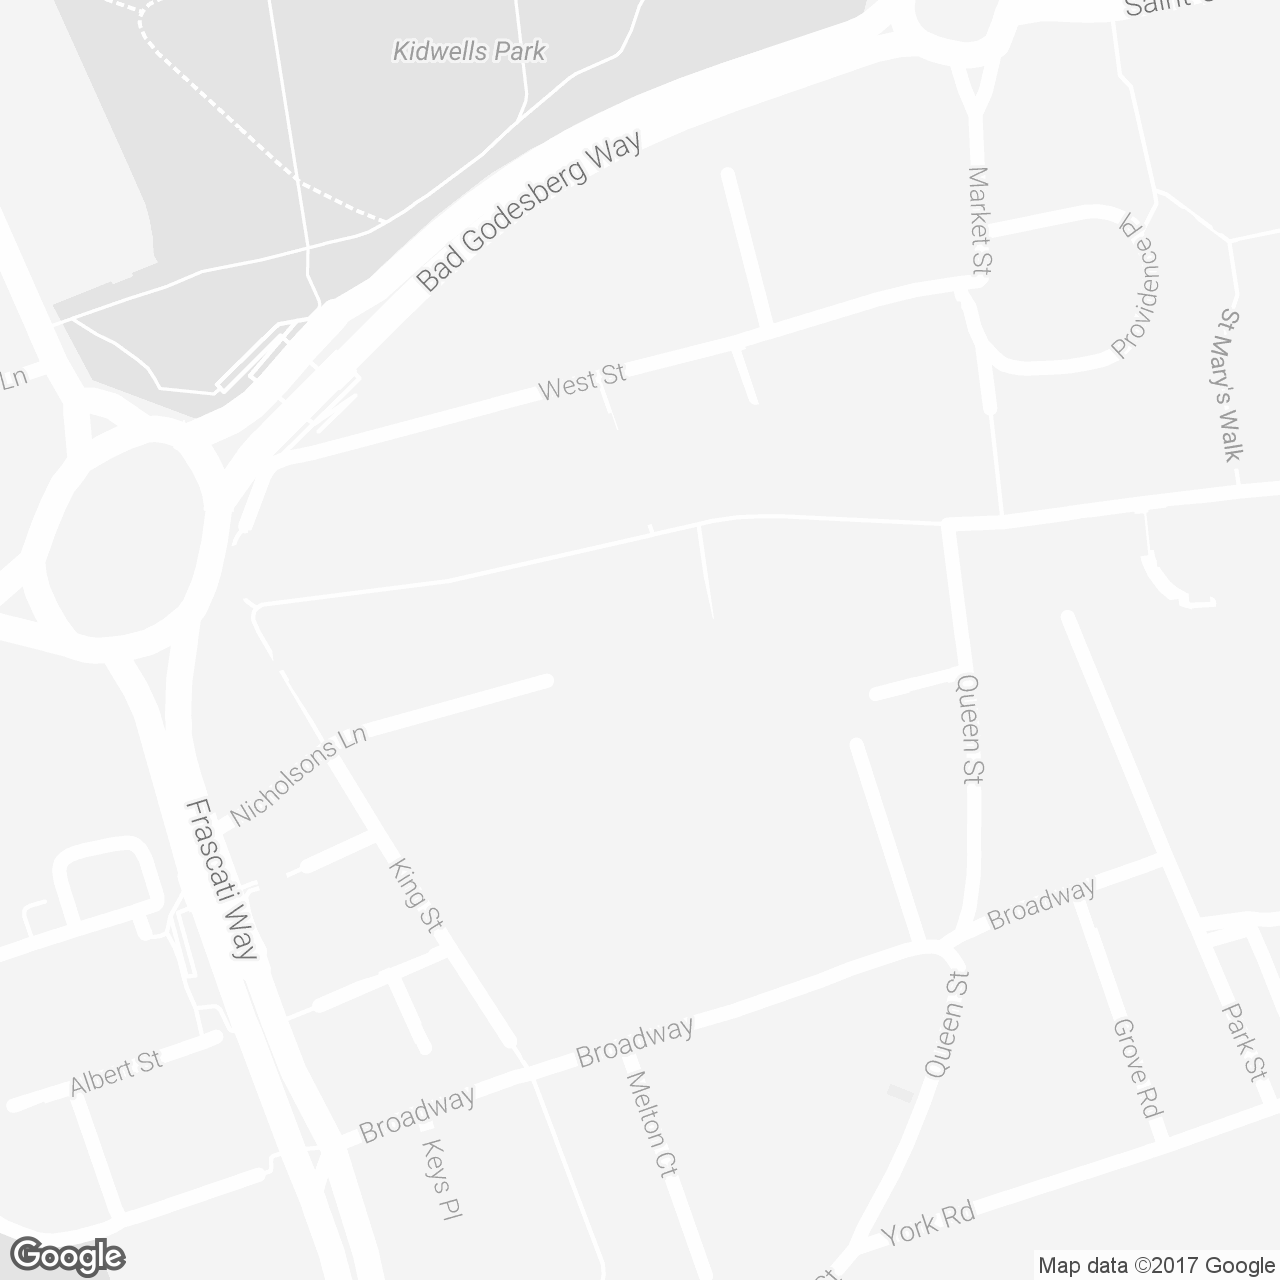 Saint
Kidwells Park
Bad Godesberg Way
Market St
Providence Pl
St Mary's Walk
Ln
West St
Queen St
Nicholsons Ln
Frascati Way
King St
Broadway
Queen St
Broadway
Grove Rd
Park St
Albert St
Broadway
Melton Ct
Keys Pl
York Rd
St
Google
Map data ©2017 Google